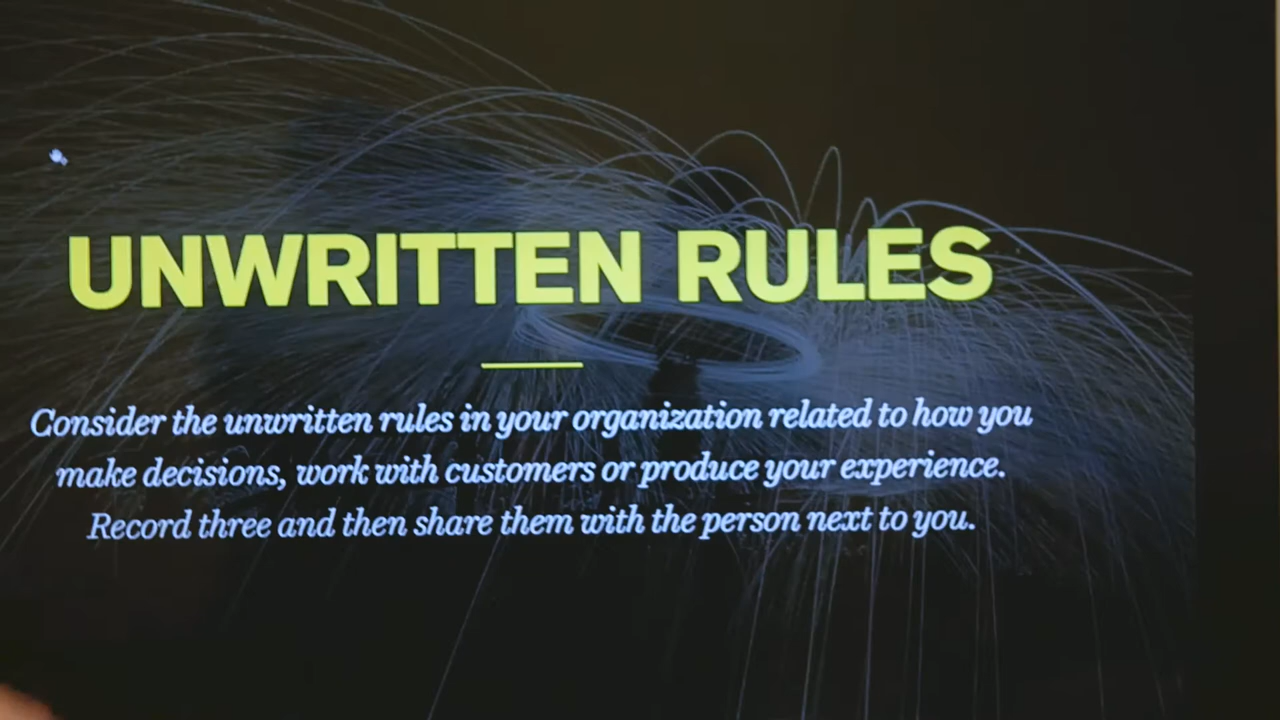 UNWRITTEN RULES
Consider the unwritten rules in your organization related to how you
make decisions, work with customers or produce your experience.
Record three and then share them with the person next to you.